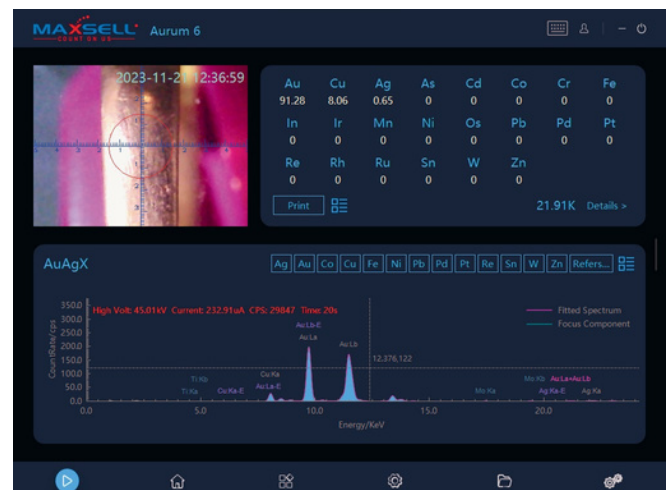 MAXSELL
COUNT ON US
Aurum 6
2023-11-21 12:36:59
Au Cu Ag As Cd Co Cr Fe
91.28 8.06 0.65 0 0 0 0 0
In Ir Mn Ni Os Pb Pd Pt
0 0 0 0 0 0 0 0
Re Rh Ru Sn W Zn
0 0 0 0 0 0
Print 21.91K Details >
AuAgX
Ag Au Co Cu Fe Ni Pb Pd Pt Re Sn W Zn Refers...
High Volt: 45.01kV Current: 232.91uA CPS: 29847 Time: 20s
Fitted Spectrum
Focus Component
CountRate/cps
350.0
300.0
250.0
200.0
150.0
100.0
50.0
0.0
Au:Lb-E
Au:La
Au:Lb
12.376,122
Ti:Kb
Cu:Ka
Mo:Kb Au:La+Au:Lb
Ti:Ka Cu:Ka-E Au:La-E
Mo:Ka Ag:Ka-E Ag:Ka
0.0 5.0 10.0 15.0 20.0
Energy/KeV